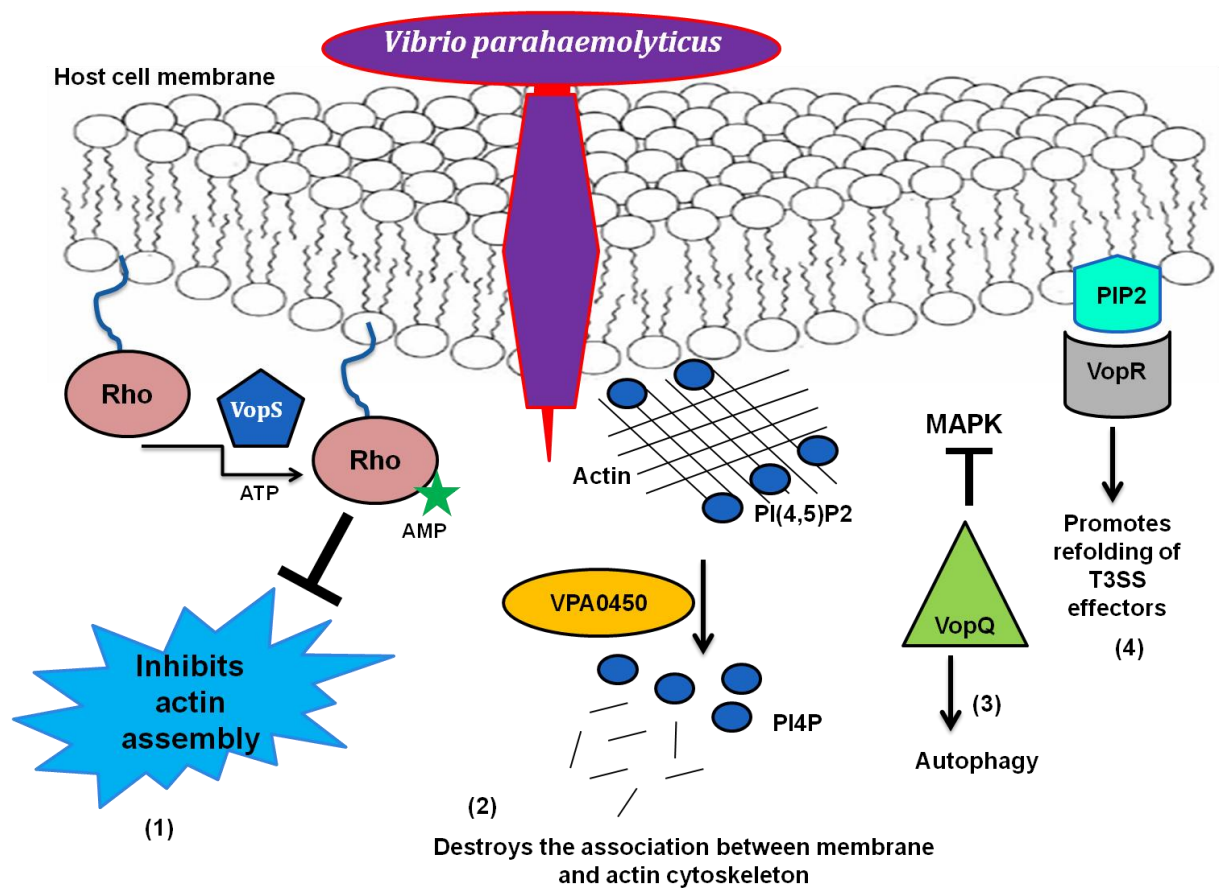 Vibrio parahaemolyticus
Host cell membrane
Rho
VopS
ATP
Rho
AMP
Inhibits
actin
assembly
(1)
Actin
PI(4,5)P2
VPA0450
PI4P
(2)
Destroys the association between membrane
and actin cytoskeleton
MAPK
VopQ
(3)
Autophagy
PIP2
VopR
Promotes
refolding of
T3SS
effectors
(4)